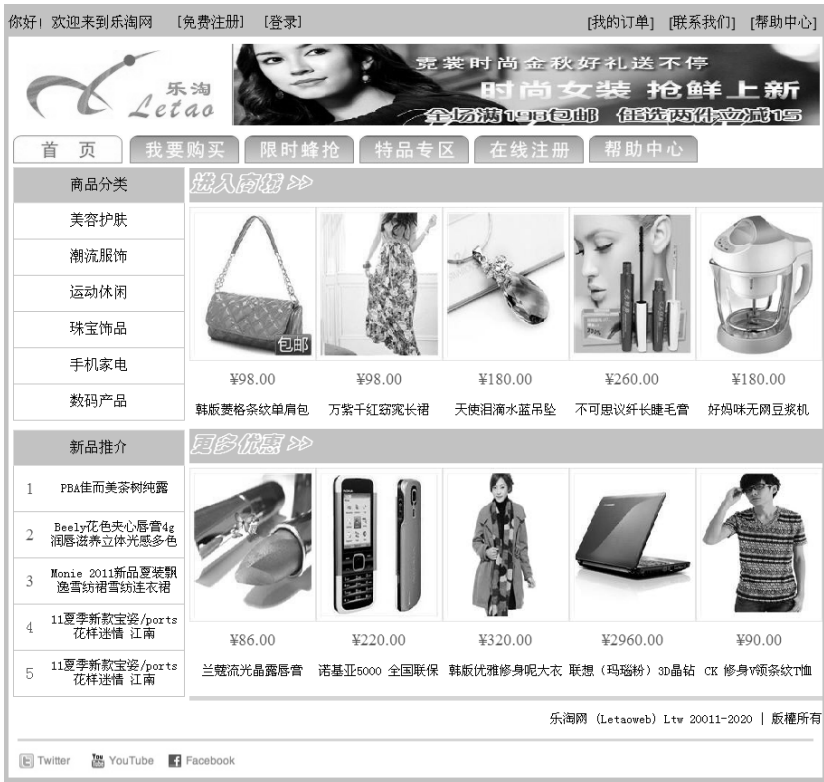 你好! 欢迎来到乐淘网 [免费注册] [登录] [我的订单] [联系我们] [帮助中心]
乐淘
Letao
霓裳时尚金秋好礼送不停
时尚女装 抢鲜上新
全场满198包邮 任选两件立减15
首 页 我要购买 限时蜂抢 特品专区 在线注册 帮助中心
商品分类
美容护肤
潮流服饰
运动休闲
珠宝饰品
手机家电
数码产品
进入商城 >>
包邮
¥98.00 ¥98.00 ¥180.00 ¥260.00 ¥180.00
韩版菱格条纹单肩包 万紫千红窈窕长裙 天使泪滴水蓝吊坠 不可思议纤长睫毛膏 好妈咪无网豆浆机
新品推介
1 PBA佳而美茶树纯露
2 Beely花色夹心唇膏4g
润唇滋养立体光感多色
3 Monie 2011新品夏装飘
逸雪纺裙雪纺连衣裙
4 11夏季新款宝姿/ports
花样迷情 江南
5 11夏季新款宝姿/ports
花样迷情 江南
更多优惠 >>
¥86.00 ¥220.00 ¥320.00 ¥2960.00 ¥90.00
兰蔻流光晶露唇膏 诺基亚5000 全国联保 韩版优雅修身呢大衣 联想（玛瑙粉）3D晶钻 CK 修身V领条纹T恤
乐淘网 (Letaoweb) Ltw 20011-2020 | 版權所有
Twitter YouTube Facebook